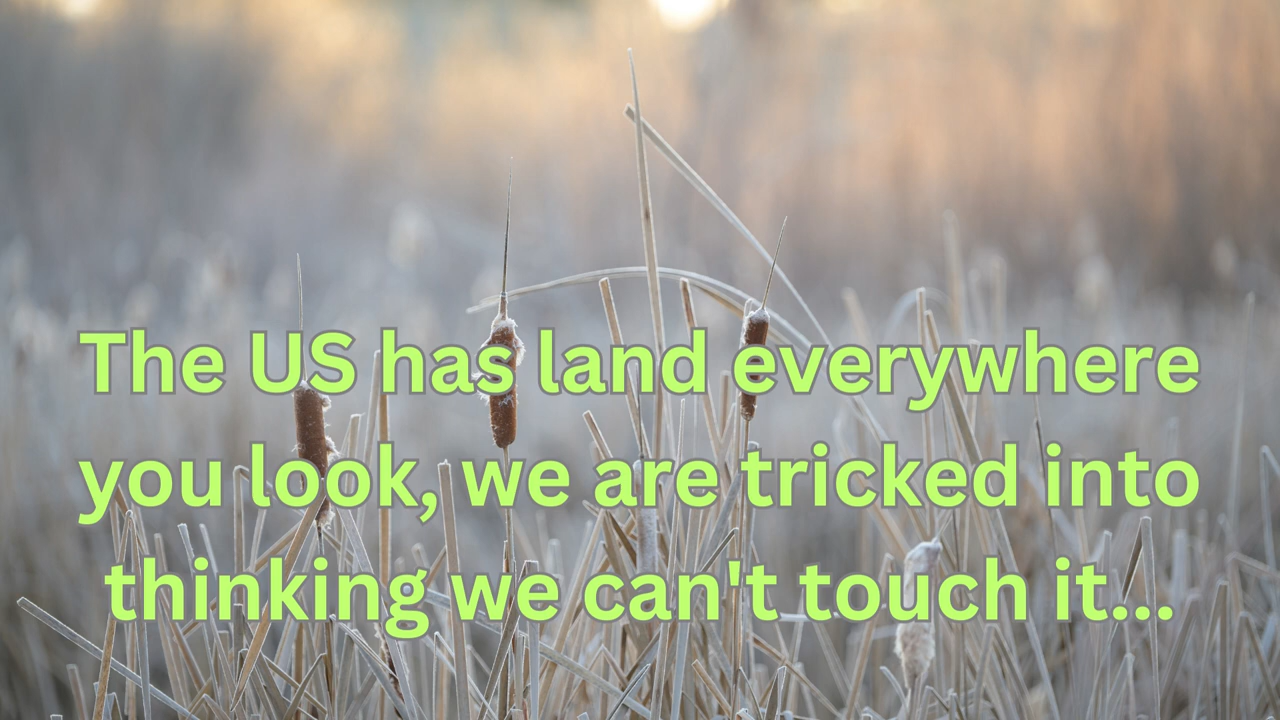 The US has land everywhere
you look, we are tricked into
thinking we can't touch it...